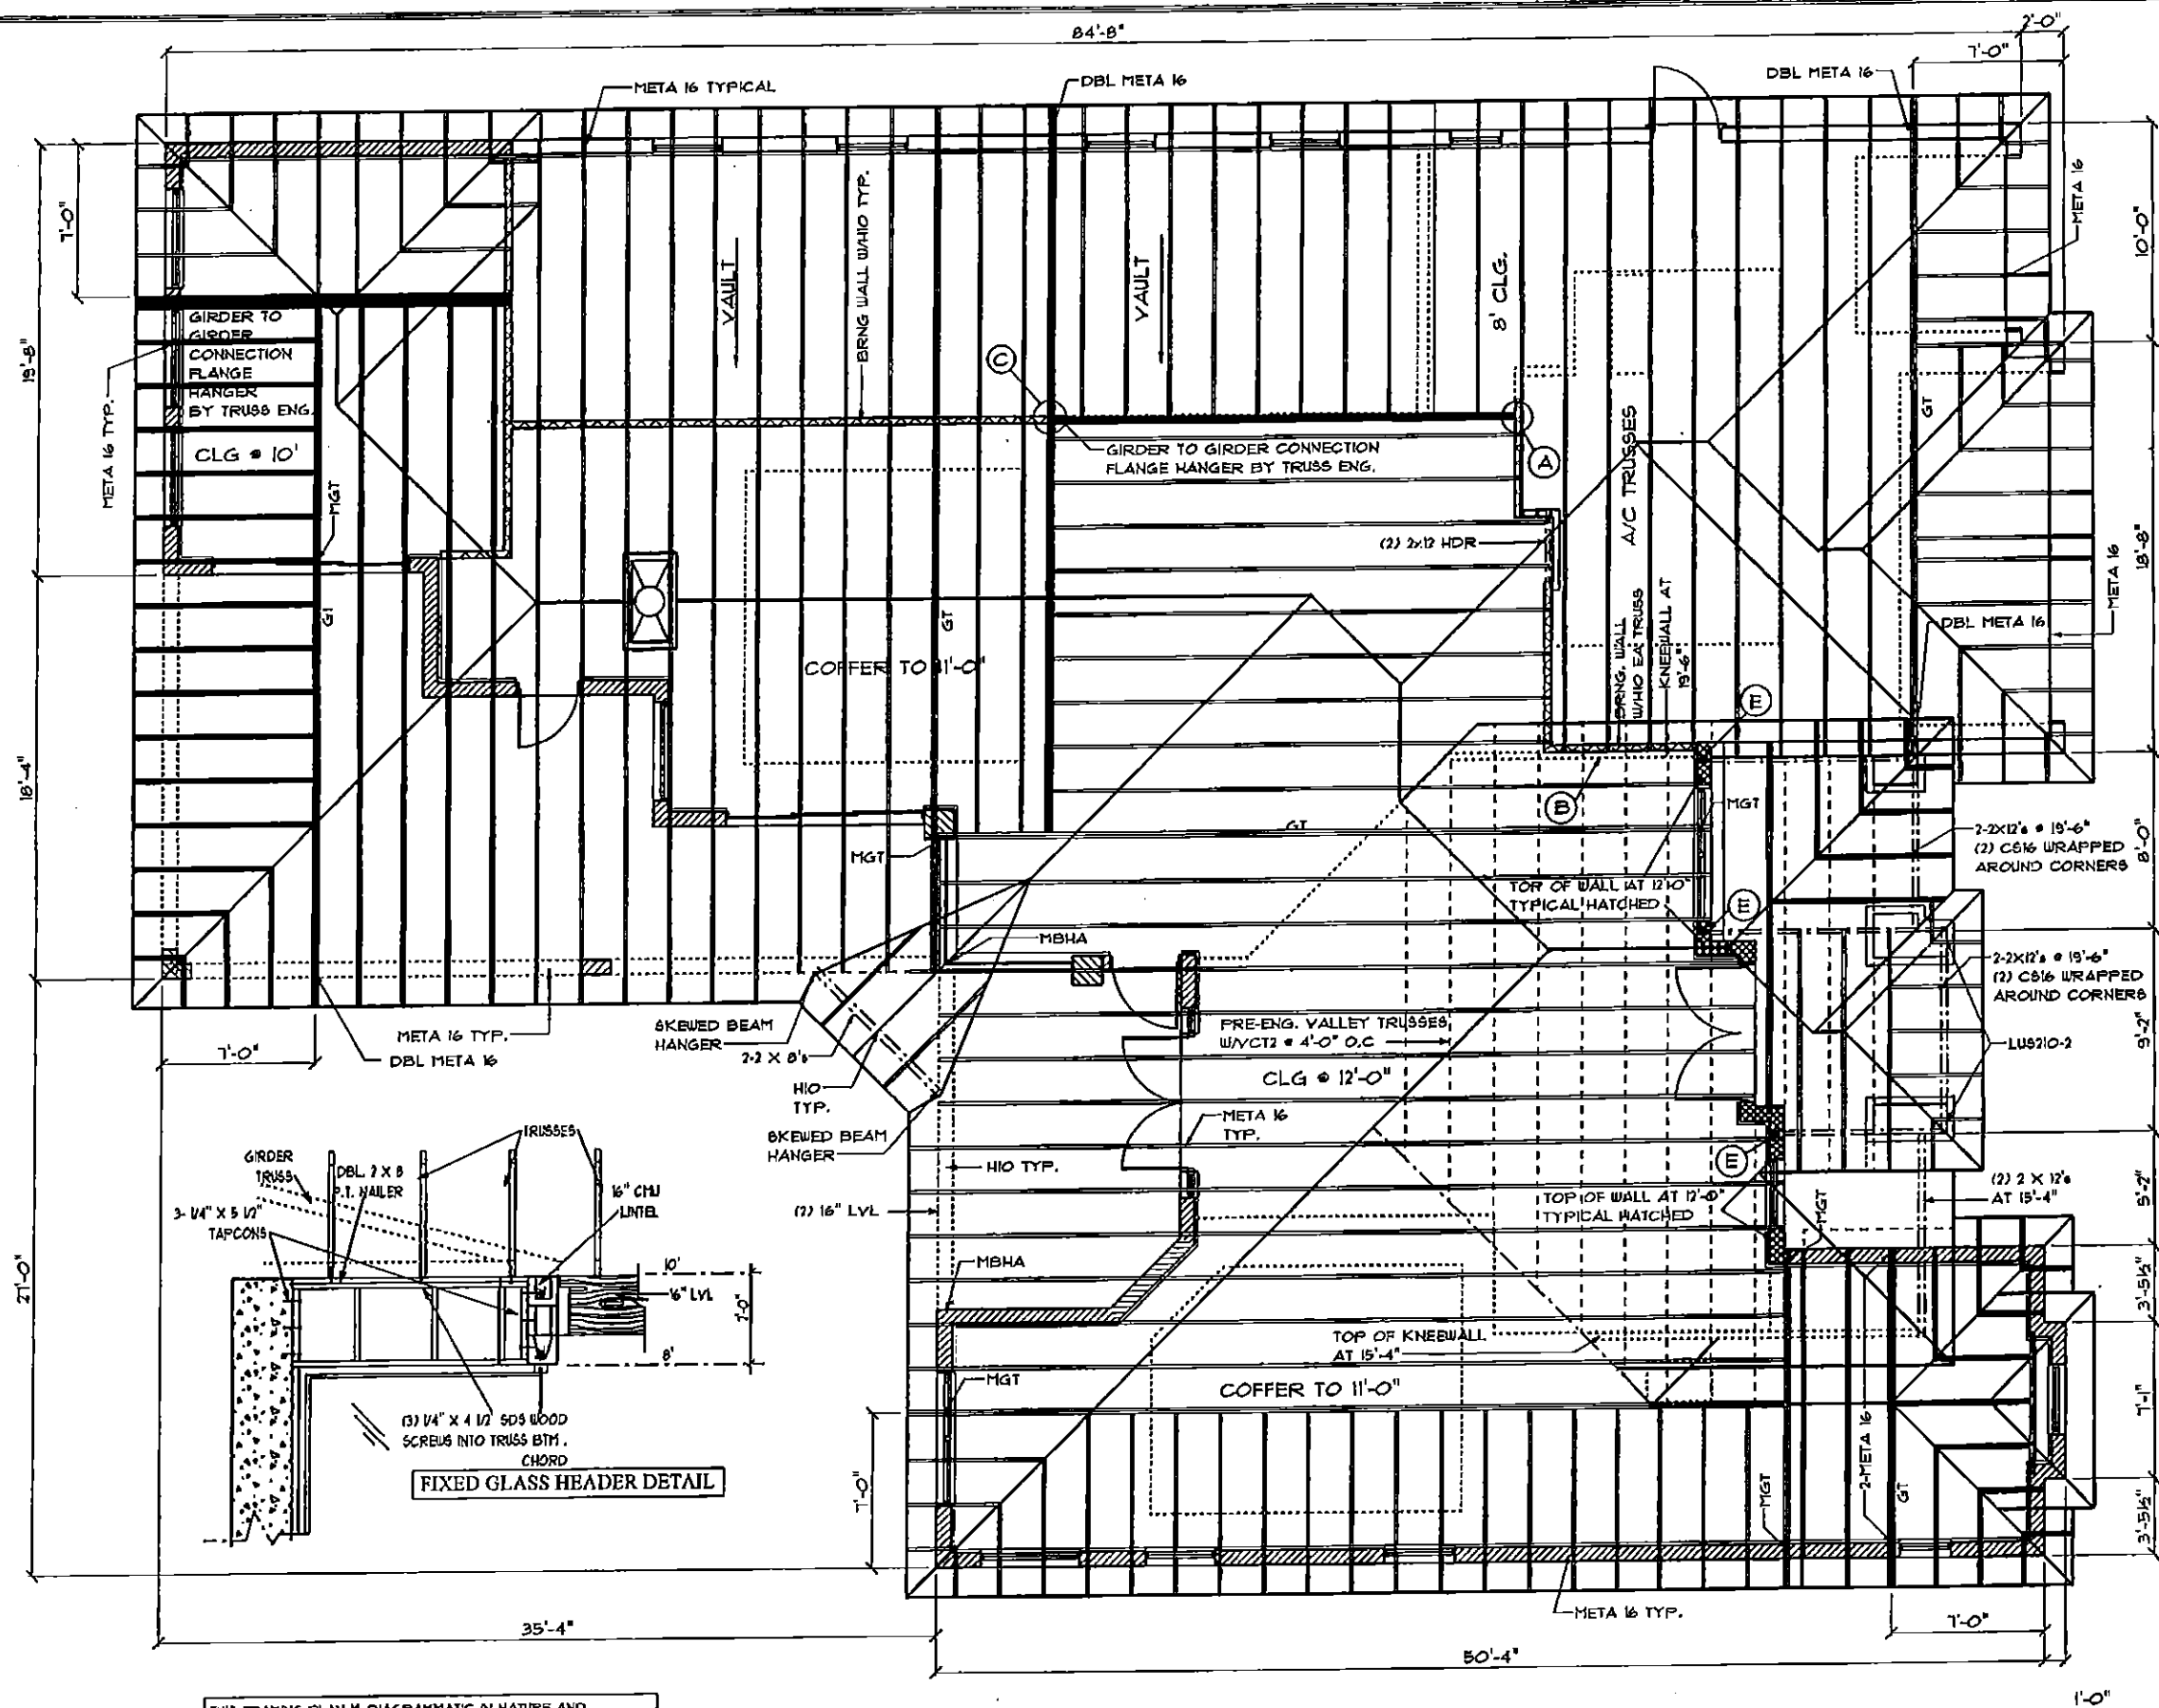 84'-8"
2'-0"
7'-0"
META 16 TYPICAL
DBL META 16
DBL META 16
META 16
7'-0"
19'-8"
10'-0"
GIRDER TO
GIRDER
CONNECTION
FLANGE
HANGER
BY TRUSS ENG.
META 16 TYP.
CLG @ 10'
MGT
GT
VAULT
BRNG WALL W/H10 TYP.
VAULT
8' CLG.
C
A
GIRDER TO GIRDER CONNECTION
FLANGE HANGER BY TRUSS ENG.
A/C TRUSSES
GT
(2) 2x12 HDR
BRNG. WALL
W/H10 EA TRUSS
KNEEWALL AT
19'-6"
18'-8"
META 16
DBL META 16
GT
COFFER TO 11'-0"
E
B
MGT
GT
18'-4"
MGT
2-2X12's @ 19'-6"
(2) CS16 WRAPPED
AROUND CORNERS
8'-0"
TOP OF WALL AT 12'-0"
TYPICAL HATCHED
E
MBHA
2-2X12's @ 19'-6"
(2) CS16 WRAPPED
AROUND CORNERS
9'-2"
META 16 TYP.
DBL META 16
7'-0"
SKEWED BEAM
HANGER
2-2 X 8's
H10
TYP.
PRE-ENG. VALLEY TRUSSES
W/VCT2 @ 4'-0" O.C
CLG @ 12'-0"
LUS210-2
META 16
TYP.
SKEWED BEAM
HANGER
H10 TYP.
E
(2) 16" LVL
TOP OF WALL AT 12'-0"
TYPICAL HATCHED
MGT
(2) 2 X 12's
AT 15'-4"
5'-2"
MBHA
3'-5½"
TOP OF KNEEWALL
AT 15'-4"
MGT
COFFER TO 11'-0"
7'-1"
7'-0"
MGT
2-META 16
GT
3'-5½"
21'-0"
TRUSSES
GIRDER
TRUSS
DBL 2 X 8
P.T. NAILER
16" CMU
LINTEL
3- 1/4" X 5 1/2"
TAPCONS
10'
16" LVL
2'-0"
8'
(3) 1/4" X 4 1/2" SDS WOOD
SCREWS INTO TRUSS BTM.
CHORD
FIXED GLASS HEADER DETAIL
META 16 TYP.
7'-0"
35'-4"
50'-4"
1'-0"